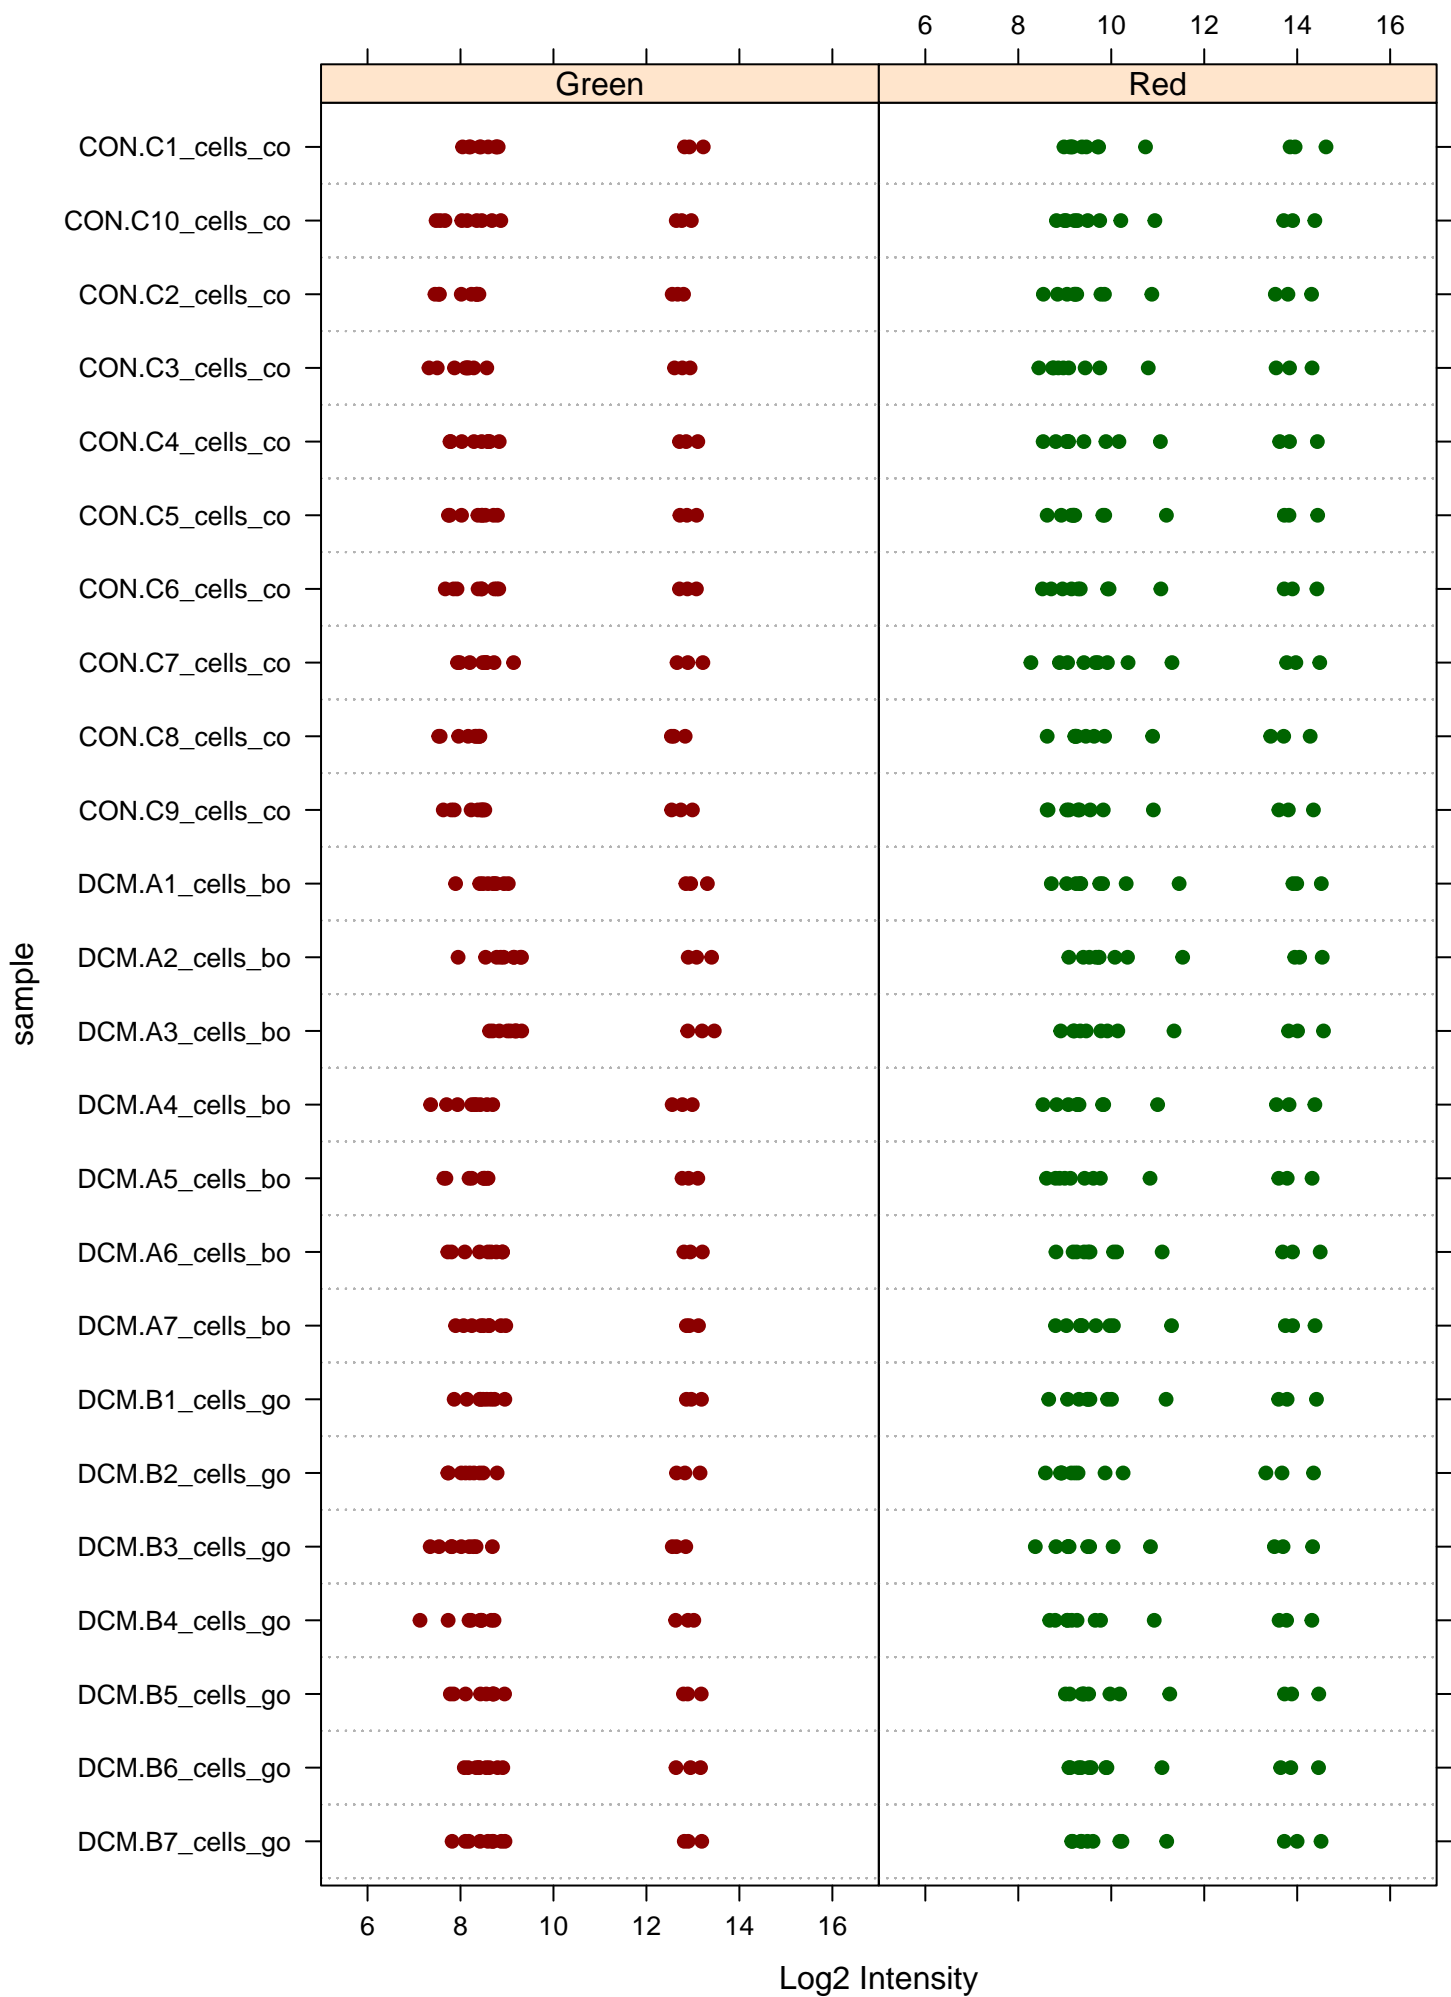 6 8 10 12 14 16
Green Red
CON.C1_cells_co
CON.C10_cells_co
CON.C2_cells_co
CON.C3_cells_co
CON.C4_cells_co
CON.C5_cells_co
CON.C6_cells_co
CON.C7_cells_co
CON.C8_cells_co
CON.C9_cells_co
DCM.A1_cells_bo
DCM.A2_cells_bo
DCM.A3_cells_bo
DCM.A4_cells_bo
DCM.A5_cells_bo
DCM.A6_cells_bo
DCM.A7_cells_bo
DCM.B1_cells_go
DCM.B2_cells_go
DCM.B3_cells_go
DCM.B4_cells_go
DCM.B5_cells_go
DCM.B6_cells_go
DCM.B7_cells_go
sample
6 8 10 12 14 16
Log2 Intensity